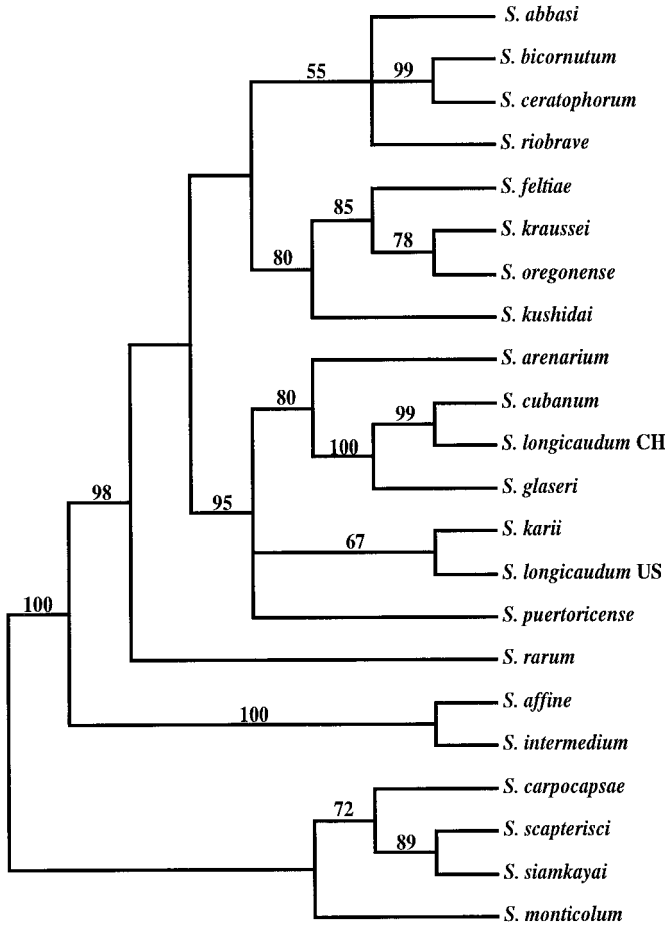 S. abbasi
55
99
S. bicornutum
S. ceratophorum
S. riobrave
S. feltiae
85
S. kraussei
78
80
S. oregonense
S. kushidai
S. arenarium
80
S. cubanum
99
100
S. longicaudum CH
S. glaseri
98
95
S. karii
67
S. longicaudum US
100
S. puertoricense
S. rarum
S. affine
100
S. intermedium
S. carpocapsae
72
S. scapterisci
89
S. siamkayai
S. monticolum